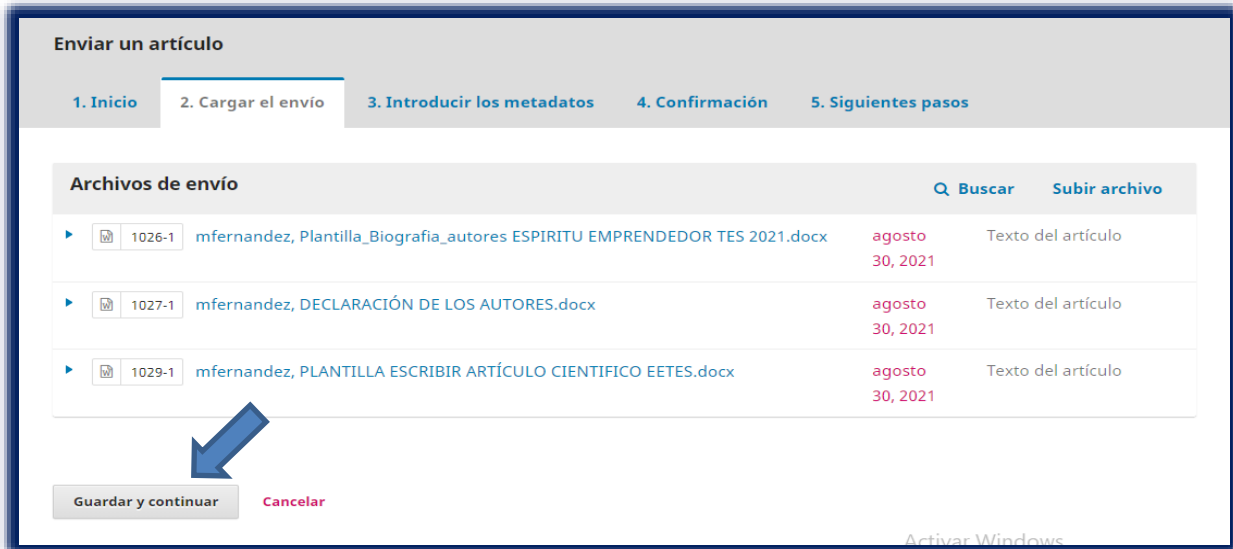 Enviar un artículo
1. Inicio 2. Cargar el envío 3. Introducir los metadatos 4. Confirmación 5. Siguientes pasos
Archivos de envío Buscar Subir archivo
1026-1 mfernandez, Plantilla_Biografia_autores ESPIRITU EMPRENDEDOR TES 2021.docx agosto Texto del artículo
30, 2021
1027-1 mfernandez, DECLARACIÓN DE LOS AUTORES.docx agosto Texto del artículo
30, 2021
1029-1 mfernandez, PLANTILLA ESCRIBIR ARTÍCULO CIENTIFICO EETES.docx agosto Texto del artículo
30, 2021
Guardar y continuar Cancelar
Activar Windows